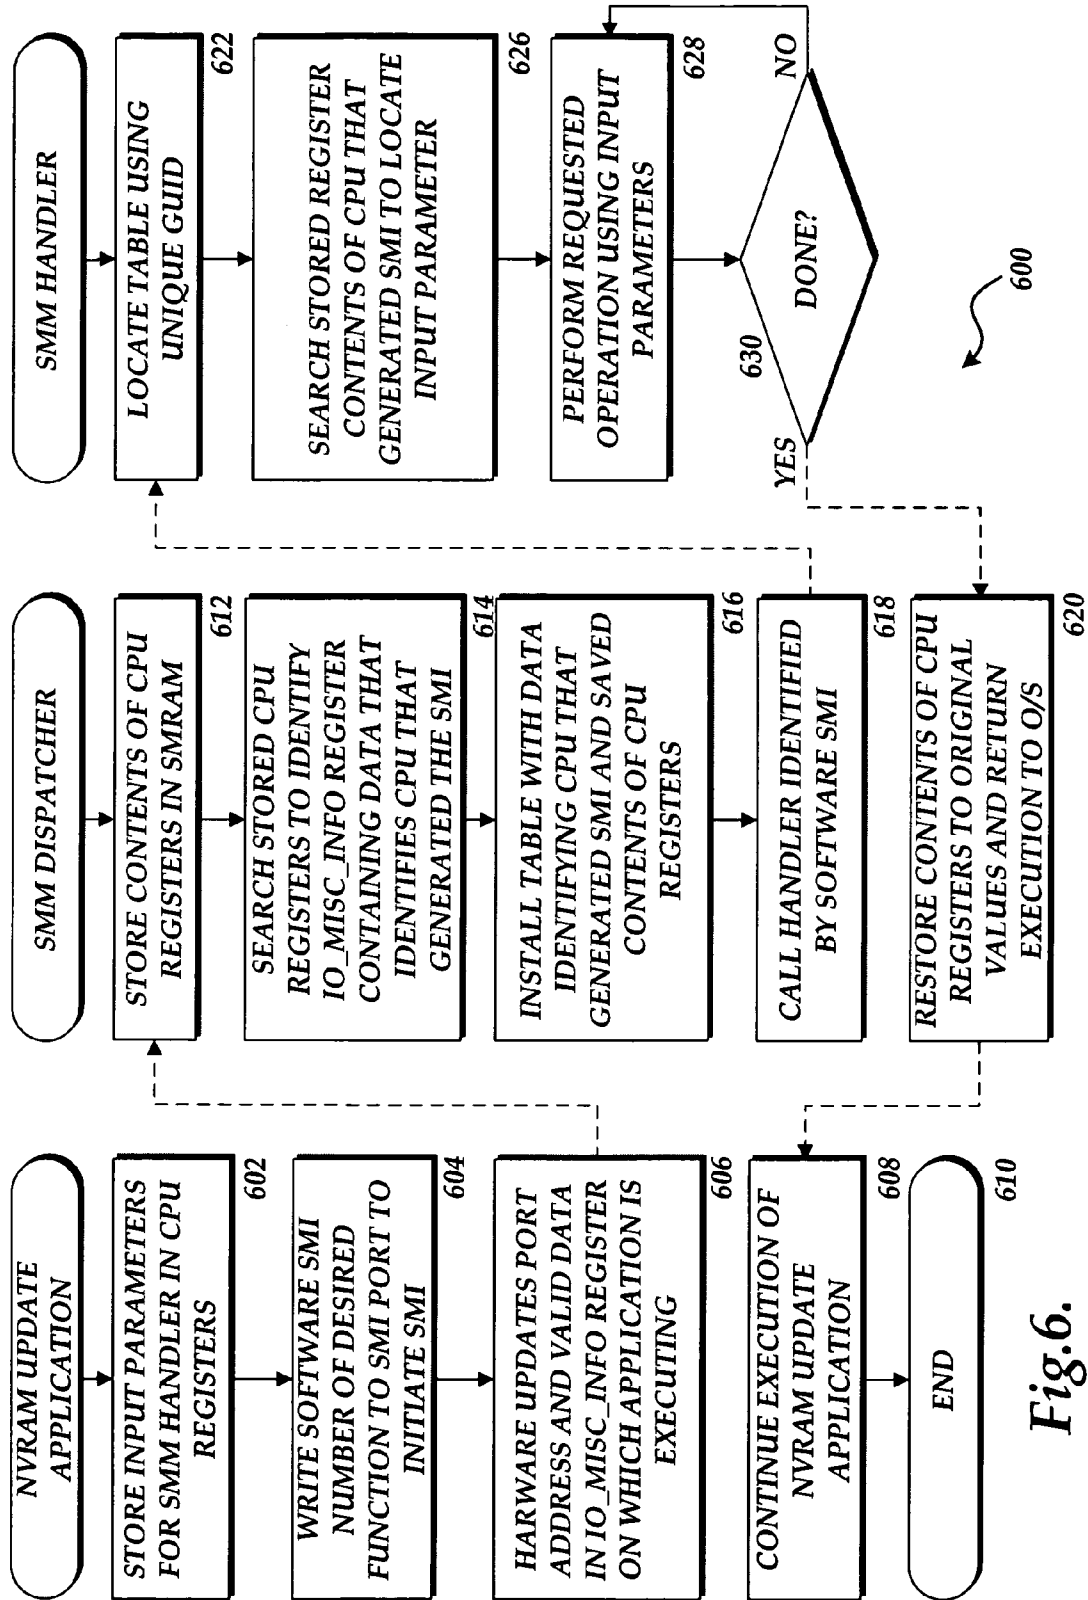 NVRAM UPDATE
APPLICATION
STORE INPUT PARAMETERS
FOR SMM HANDLER IN CPU
REGISTERS
602
WRITE SOFTWARE SMI
NUMBER OF DESIRED
FUNCTION TO SMI PORT TO
INITIATE SMI
604
HARWARE UPDATES PORT
ADDRESS AND VALID DATA
IN IO_MISC_INFO REGISTER
ON WHICH APPLICATION IS
EXECUTING
606
CONTINUE EXECUTION OF
NVRAM UPDATE
APPLICATION
608
END
610
SMM DISPATCHER
STORE CONTENTS OF CPU
REGISTERS IN SMRAM
612
SEARCH STORED CPU
REGISTERS TO IDENTIFY
IO_MISC_INFO REGISTER
CONTAINING DATA THAT
IDENTIFIES CPU THAT
GENERATED THE SMI
614
INSTALL TABLE WITH DATA
IDENTIFYING CPU THAT
GENERATED SMI AND SAVED
CONTENTS OF CPU
REGISTERS
616
CALL HANDLER IDENTIFIED
BY SOFTWARE SMI
618
RESTORE CONTENTS OF CPU
REGISTERS TO ORIGINAL
VALUES AND RETURN
EXECUTION TO O/S
620
SMM HANDLER
LOCATE TABLE USING
UNIQUE GUID
622
SEARCH STORED REGISTER
CONTENTS OF CPU THAT
GENERATED SMI TO LOCATE
INPUT PARAMETER
626
PERFORM REQUESTED
OPERATION USING INPUT
PARAMETERS
628
630
DONE?
YES
NO
600
Fig.6.